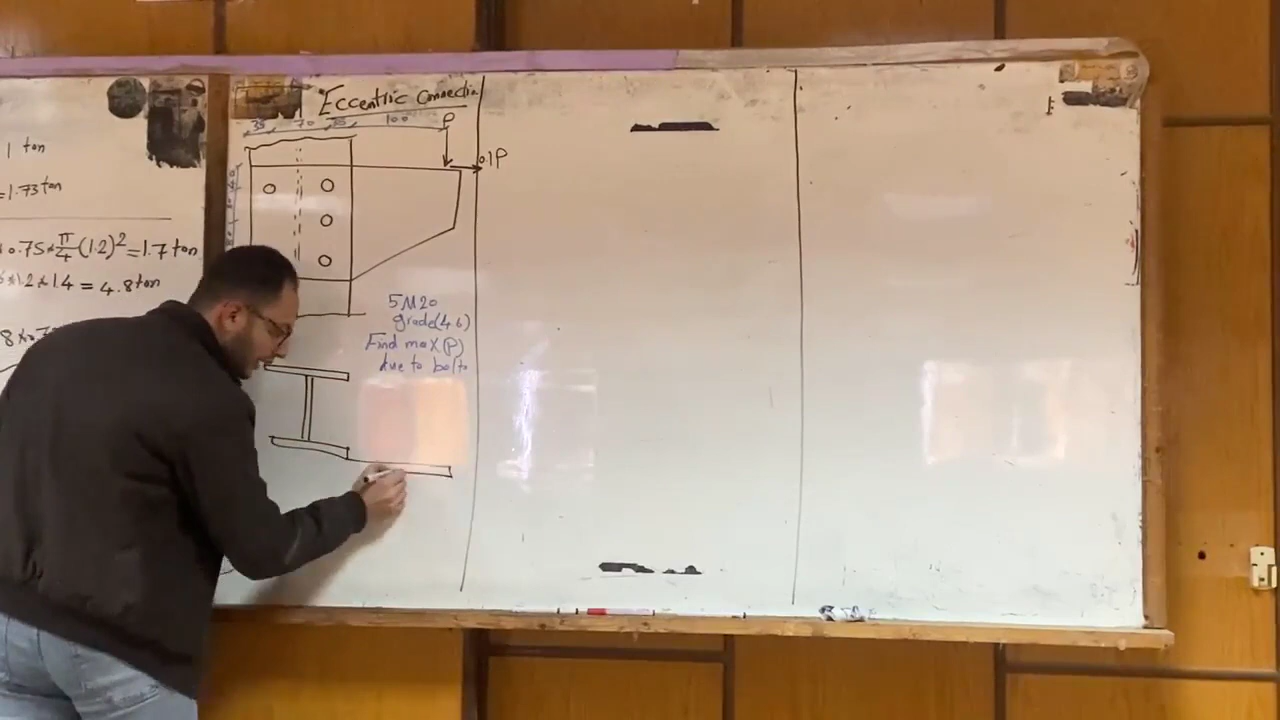 1 ton
=1.73 ton
0.75*π/4(1.2)²=1.7 ton
*1.2*1.4=4.8 ton
Eccentric Connectio
35 70 35 100 P
0.1P
5M20
grade(4.6)
Find max(P)
due to bolts